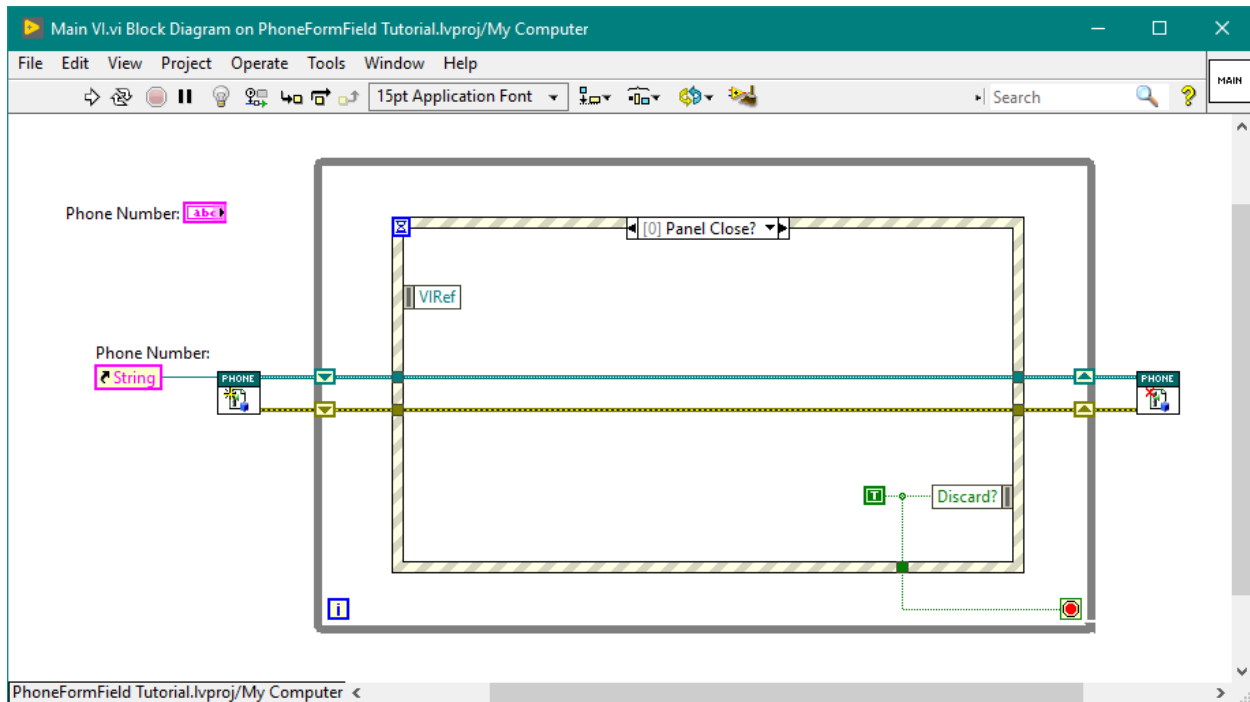 Main VI.vi Block Diagram on PhoneFormField Tutorial.lvproj/My Computer
File Edit View Project Operate Tools Window Help
MAIN
15pt Application Font
Search
Phone Number:
abc
[0] Panel Close?
VIRef
Phone Number:
String
PHONE
PHONE
T
Discard?
i
PhoneFormField Tutorial.lvproj/My Computer